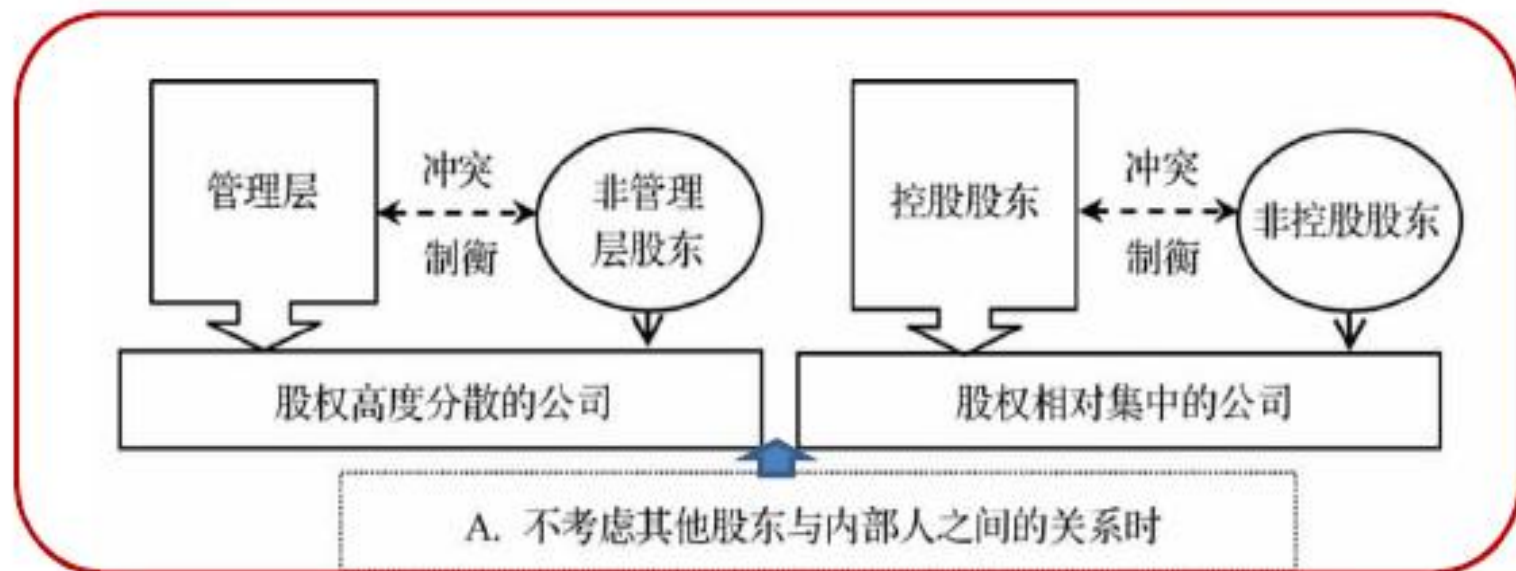 管理层
冲突
制衡
非管理
层股东
股权高度分散的公司
控股股东
冲突
制衡
非控股股东
股权相对集中的公司
A. 不考虑其他股东与内部人之间的关系时